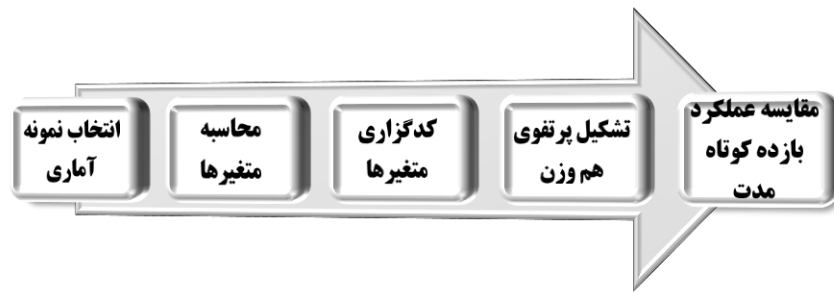 انتخاب نمونه
آماری
محاسبه
متغیرها
کدگزاری
متغیرها
تشکیل پرتفوی
هم وزن
مقایسه عملکرد
بازده کوتاه
مدت